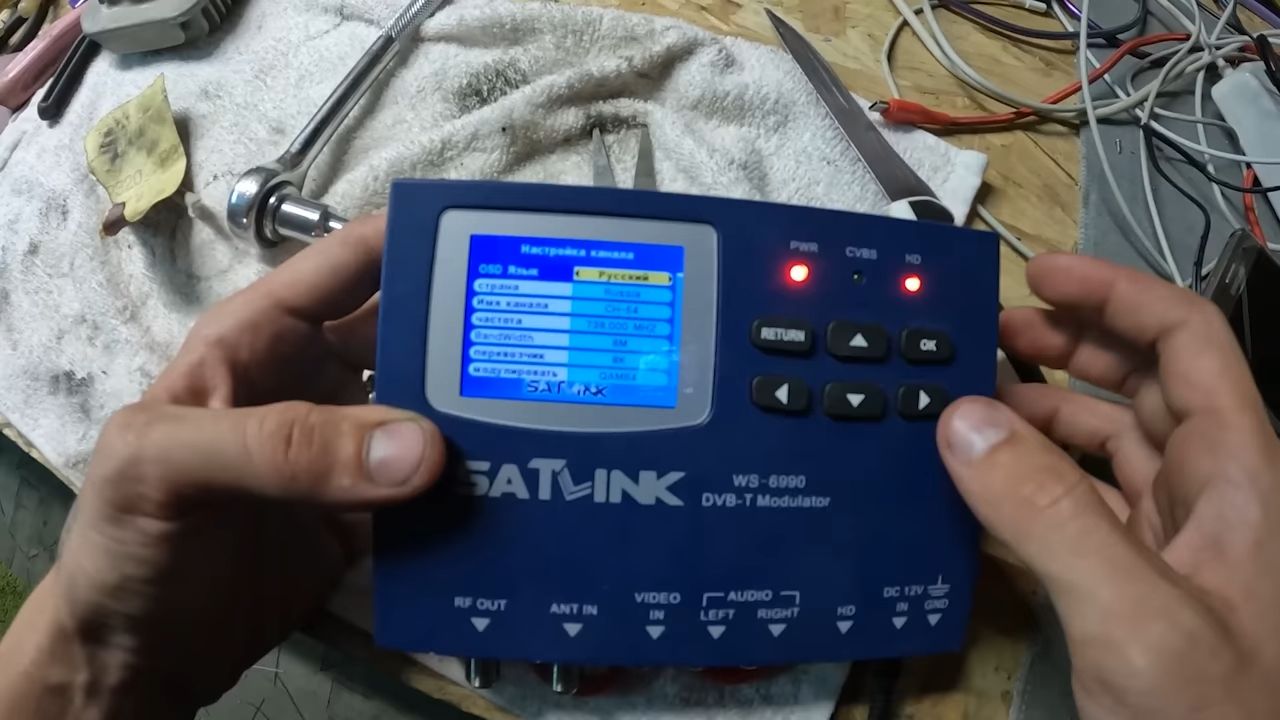 Настройка канала
OSD Язык Русский
страна Russia
Имя канала CH-54
частота 738.000 MHZ
BandWidth 8M
перевозчик 8K
модулировать QAM64
SATLINK
PWR CVBS HD
RETURN OK
SATLINK
WS-6990
DVB-T Modulator
RF OUT
ANT IN
VIDEO IN
AUDIO
LEFT RIGHT
HD
DC 12V
IN GND